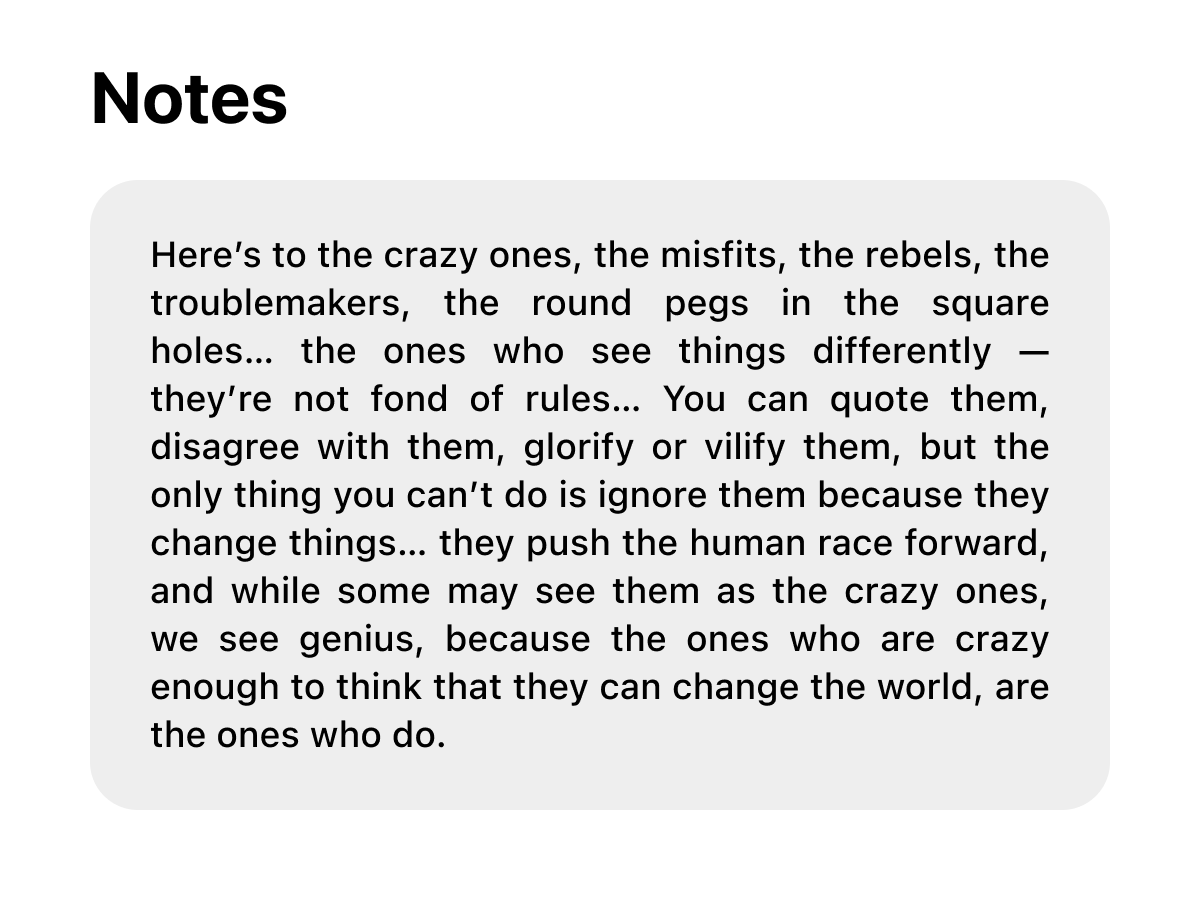 Notes
Here’s to the crazy ones, the misfits, the rebels, the
troublemakers, the round pegs in the square
holes… the ones who see things differently —
they’re not fond of rules… You can quote them,
disagree with them, glorify or vilify them, but the
only thing you can’t do is ignore them because they
change things… they push the human race forward,
and while some may see them as the crazy ones,
we see genius, because the ones who are crazy
enough to think that they can change the world, are
the ones who do.